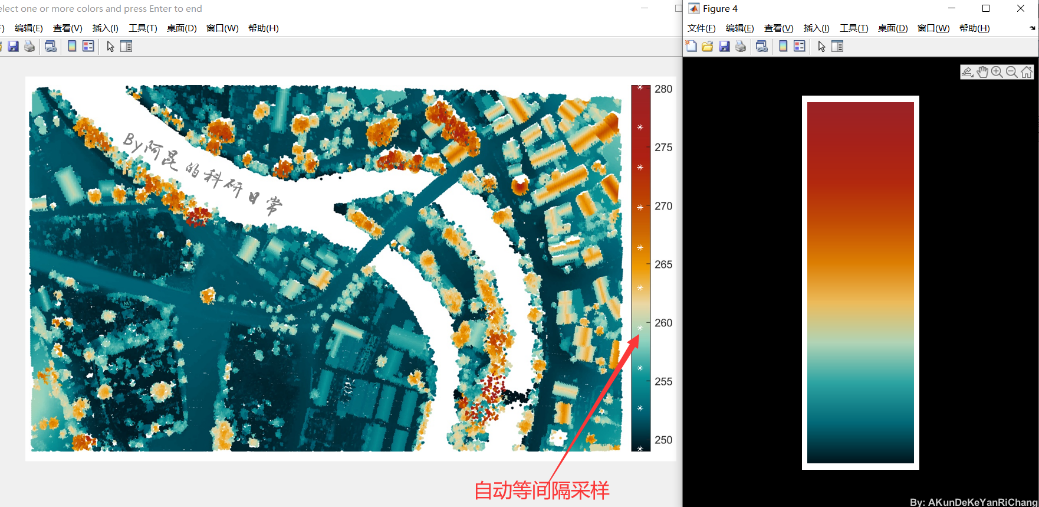 elect one or more colors and press Enter to end
Figure 4
编辑(E) 查看(V) 插入(I) 工具(T) 桌面(D) 窗口(W) 帮助(H)
文件(F) 编辑(E) 查看(V) 插入(I) 工具(T) 桌面(D) 窗口(W) 帮助(H)
By阿昆的科研日常
280
275
270
265
260
255
250
自动等间隔采样
By: AKunDeKeYanRiChang